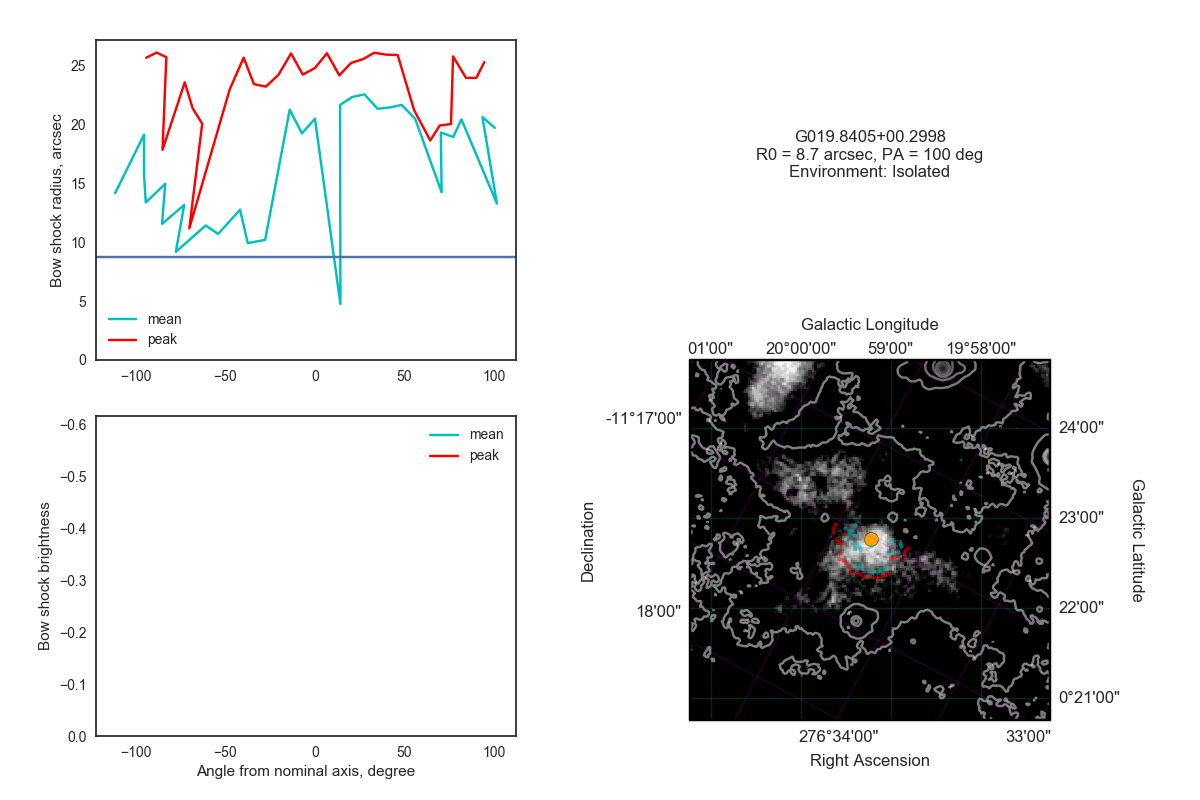 25
20
15
10
5
0
Bow shock radius, arcsec
mean
peak
−100
−50
0
50
100
G019.8405+00.2998
R0 = 8.7 arcsec, PA = 100 deg
Environment: Isolated
−0.6
−0.5
−0.4
−0.3
−0.2
−0.1
0.0
Bow shock brightness
mean
peak
−100
−50
0
50
100
Angle from nominal axis, degree
Galactic Longitude
01'00" 20°00'00" 59'00" 19°58'00"
-11°17'00"
18'00"
Declination
24'00"
23'00"
22'00"
0°21'00"
Galactic Latitude
276°34'00" 33'00"
Right Ascension